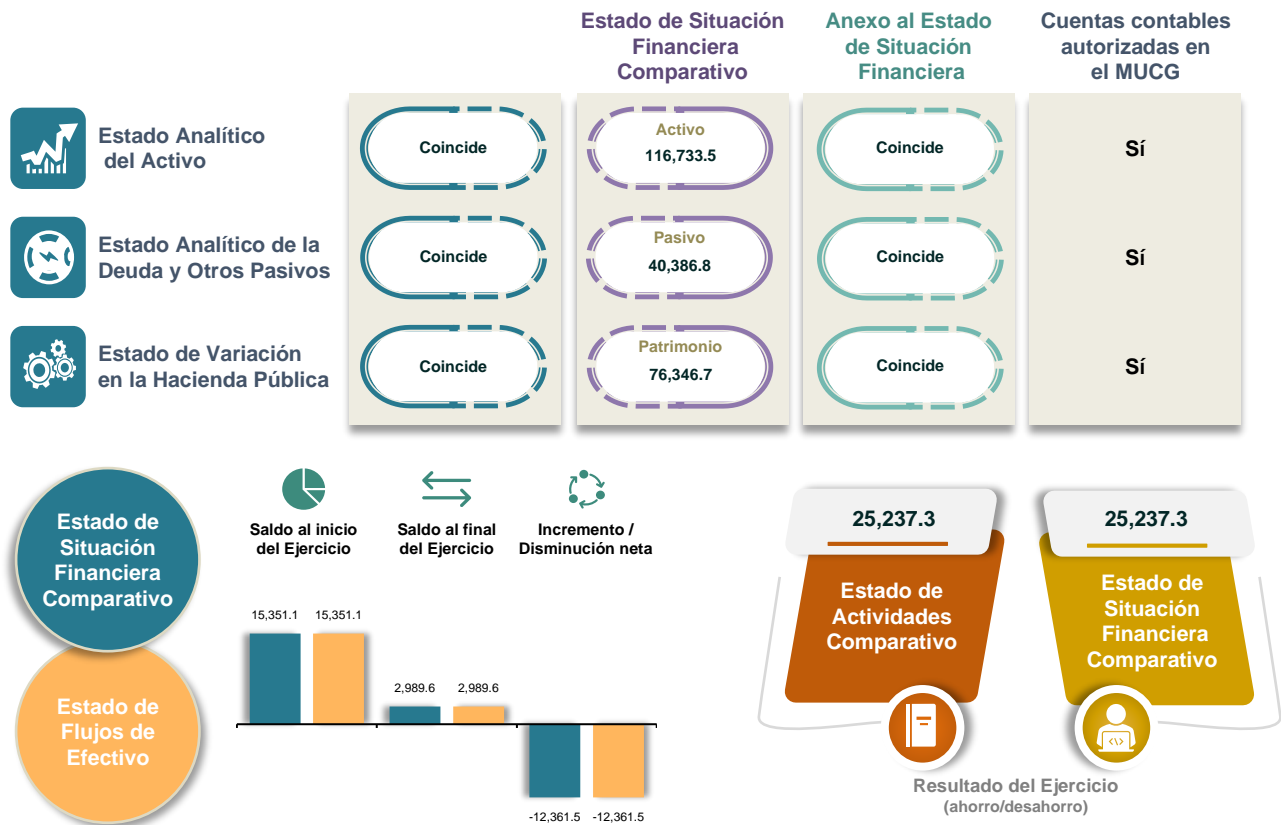 Estado de Situación
Financiera
Comparativo
Anexo al Estado
de Situación
Financiera
Cuentas contables
autorizadas en
el MUCG
Estado Analítico
del Activo
Coincide
Activo
116,733.5
Coincide
Sí
Estado Analítico de la
Deuda y Otros Pasivos
Coincide
Pasivo
40,386.8
Coincide
Sí
Estado de Variación
en la Hacienda Pública
Coincide
Patrimonio
76,346.7
Coincide
Sí
Estado de
Situación
Financiera
Comparativo
Estado de
Flujos de
Efectivo
Saldo al inicio
del Ejercicio
Saldo al final
del Ejercicio
Incremento /
Disminución neta
15,351.1
15,351.1
2,989.6
2,989.6
-12,361.5
-12,361.5
25,237.3
Estado de
Actividades
Comparativo
25,237.3
Estado de
Situación
Financiera
Comparativo
Resultado del Ejercicio
(ahorro/desahorro)